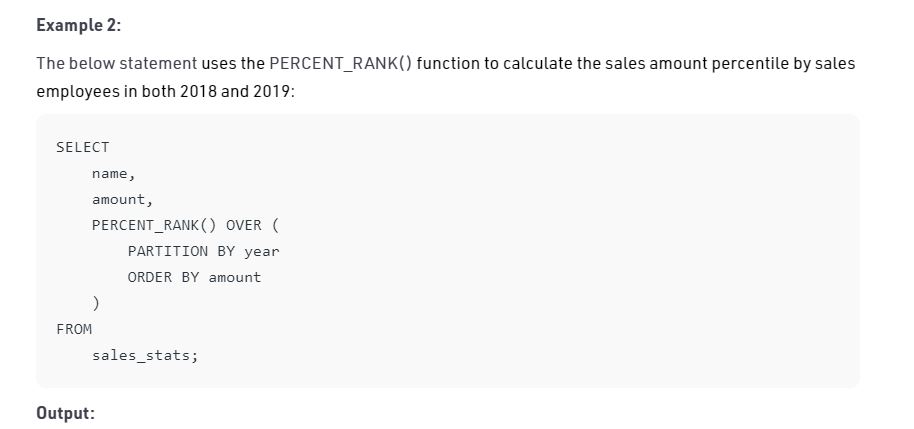 Example 2:
The below statement uses the PERCENT_RANK() function to calculate the sales amount percentile by sales
employees in both 2018 and 2019:
SELECT
    name,
    amount,
    PERCENT_RANK() OVER (
        PARTITION BY year
        ORDER BY amount
    )
FROM
    sales_stats;
Output: